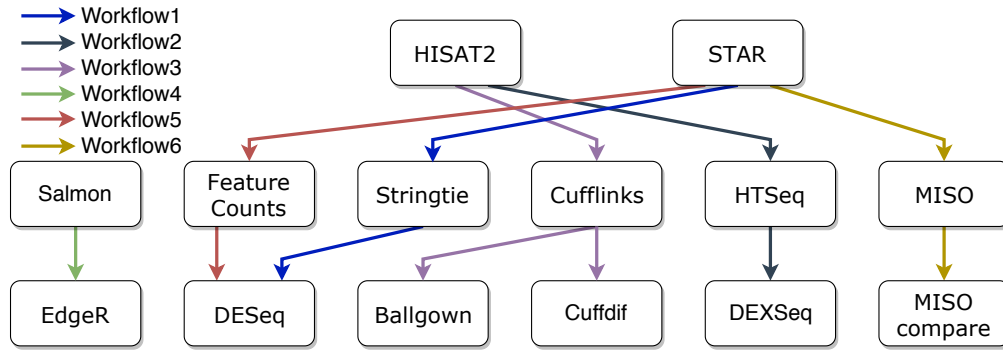 Workflow1
Workflow2
Workflow3
Workflow4
Workflow5
Workflow6
HISAT2
STAR
Salmon
Feature
Counts
Stringtie
Cufflinks
HTSeq
MISO
EdgeR
DESeq
Ballgown
Cuffdif
DEXSeq
MISO
compare